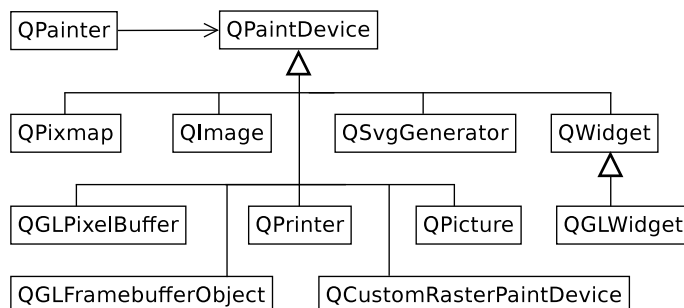 QPainter QPaintDevice
QPixmap QImage QSvgGenerator QWidget
QGLPixelBuffer QPrinter QPicture QGLWidget
QGLFramebufferObject QCustomRasterPaintDevice